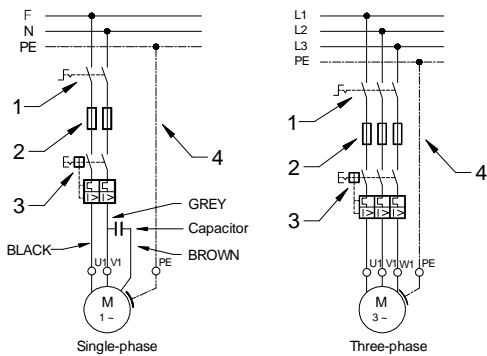 F
N
PE
1
2
3
4
GREY
Capacitor
BLACK
BROWN
U1 V1 PE
I> I>
M
1 ~
Single-phase
L1
L2
L3
PE
1
2
3
4
I> I> I>
U1 V1 W1 PE
M
3 ~
Three-phase